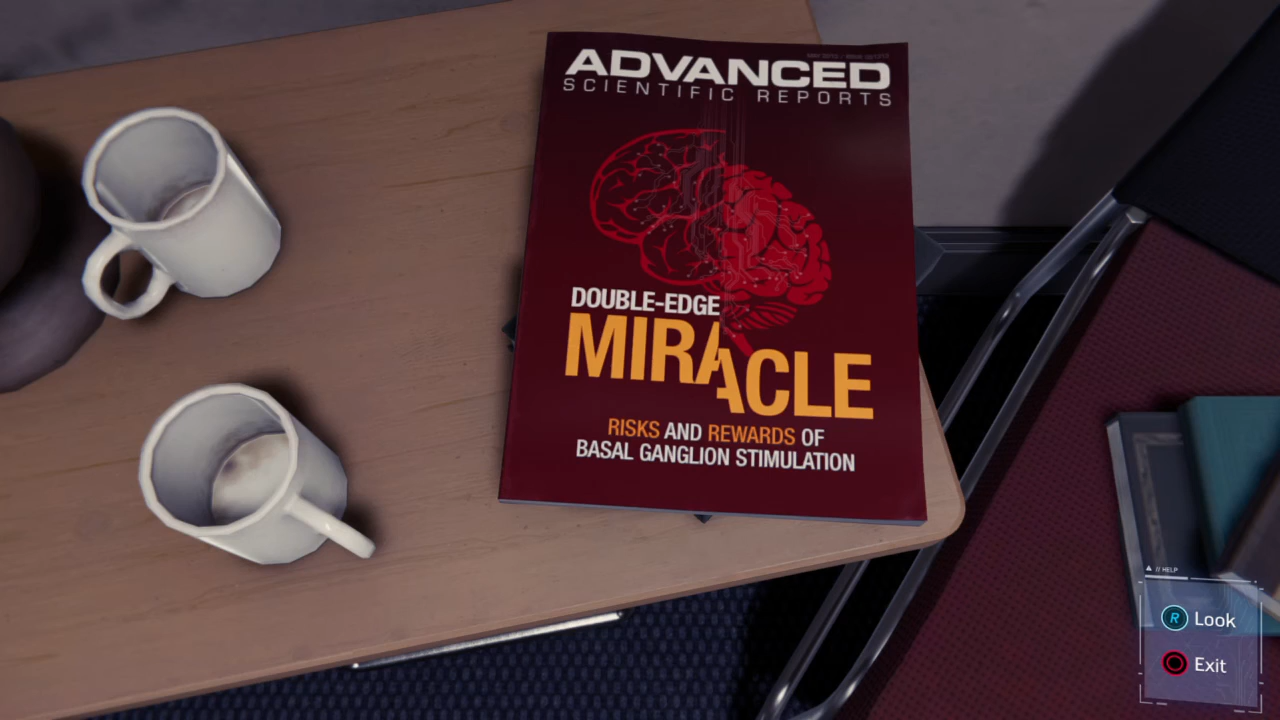 ADVANCED
SCIENTIFIC REPORTS
DOUBLE-EDGE
MIRACLE
RISKS AND REWARDS OF
BASAL GANGLION STIMULATION
// HELP
R Look
Exit